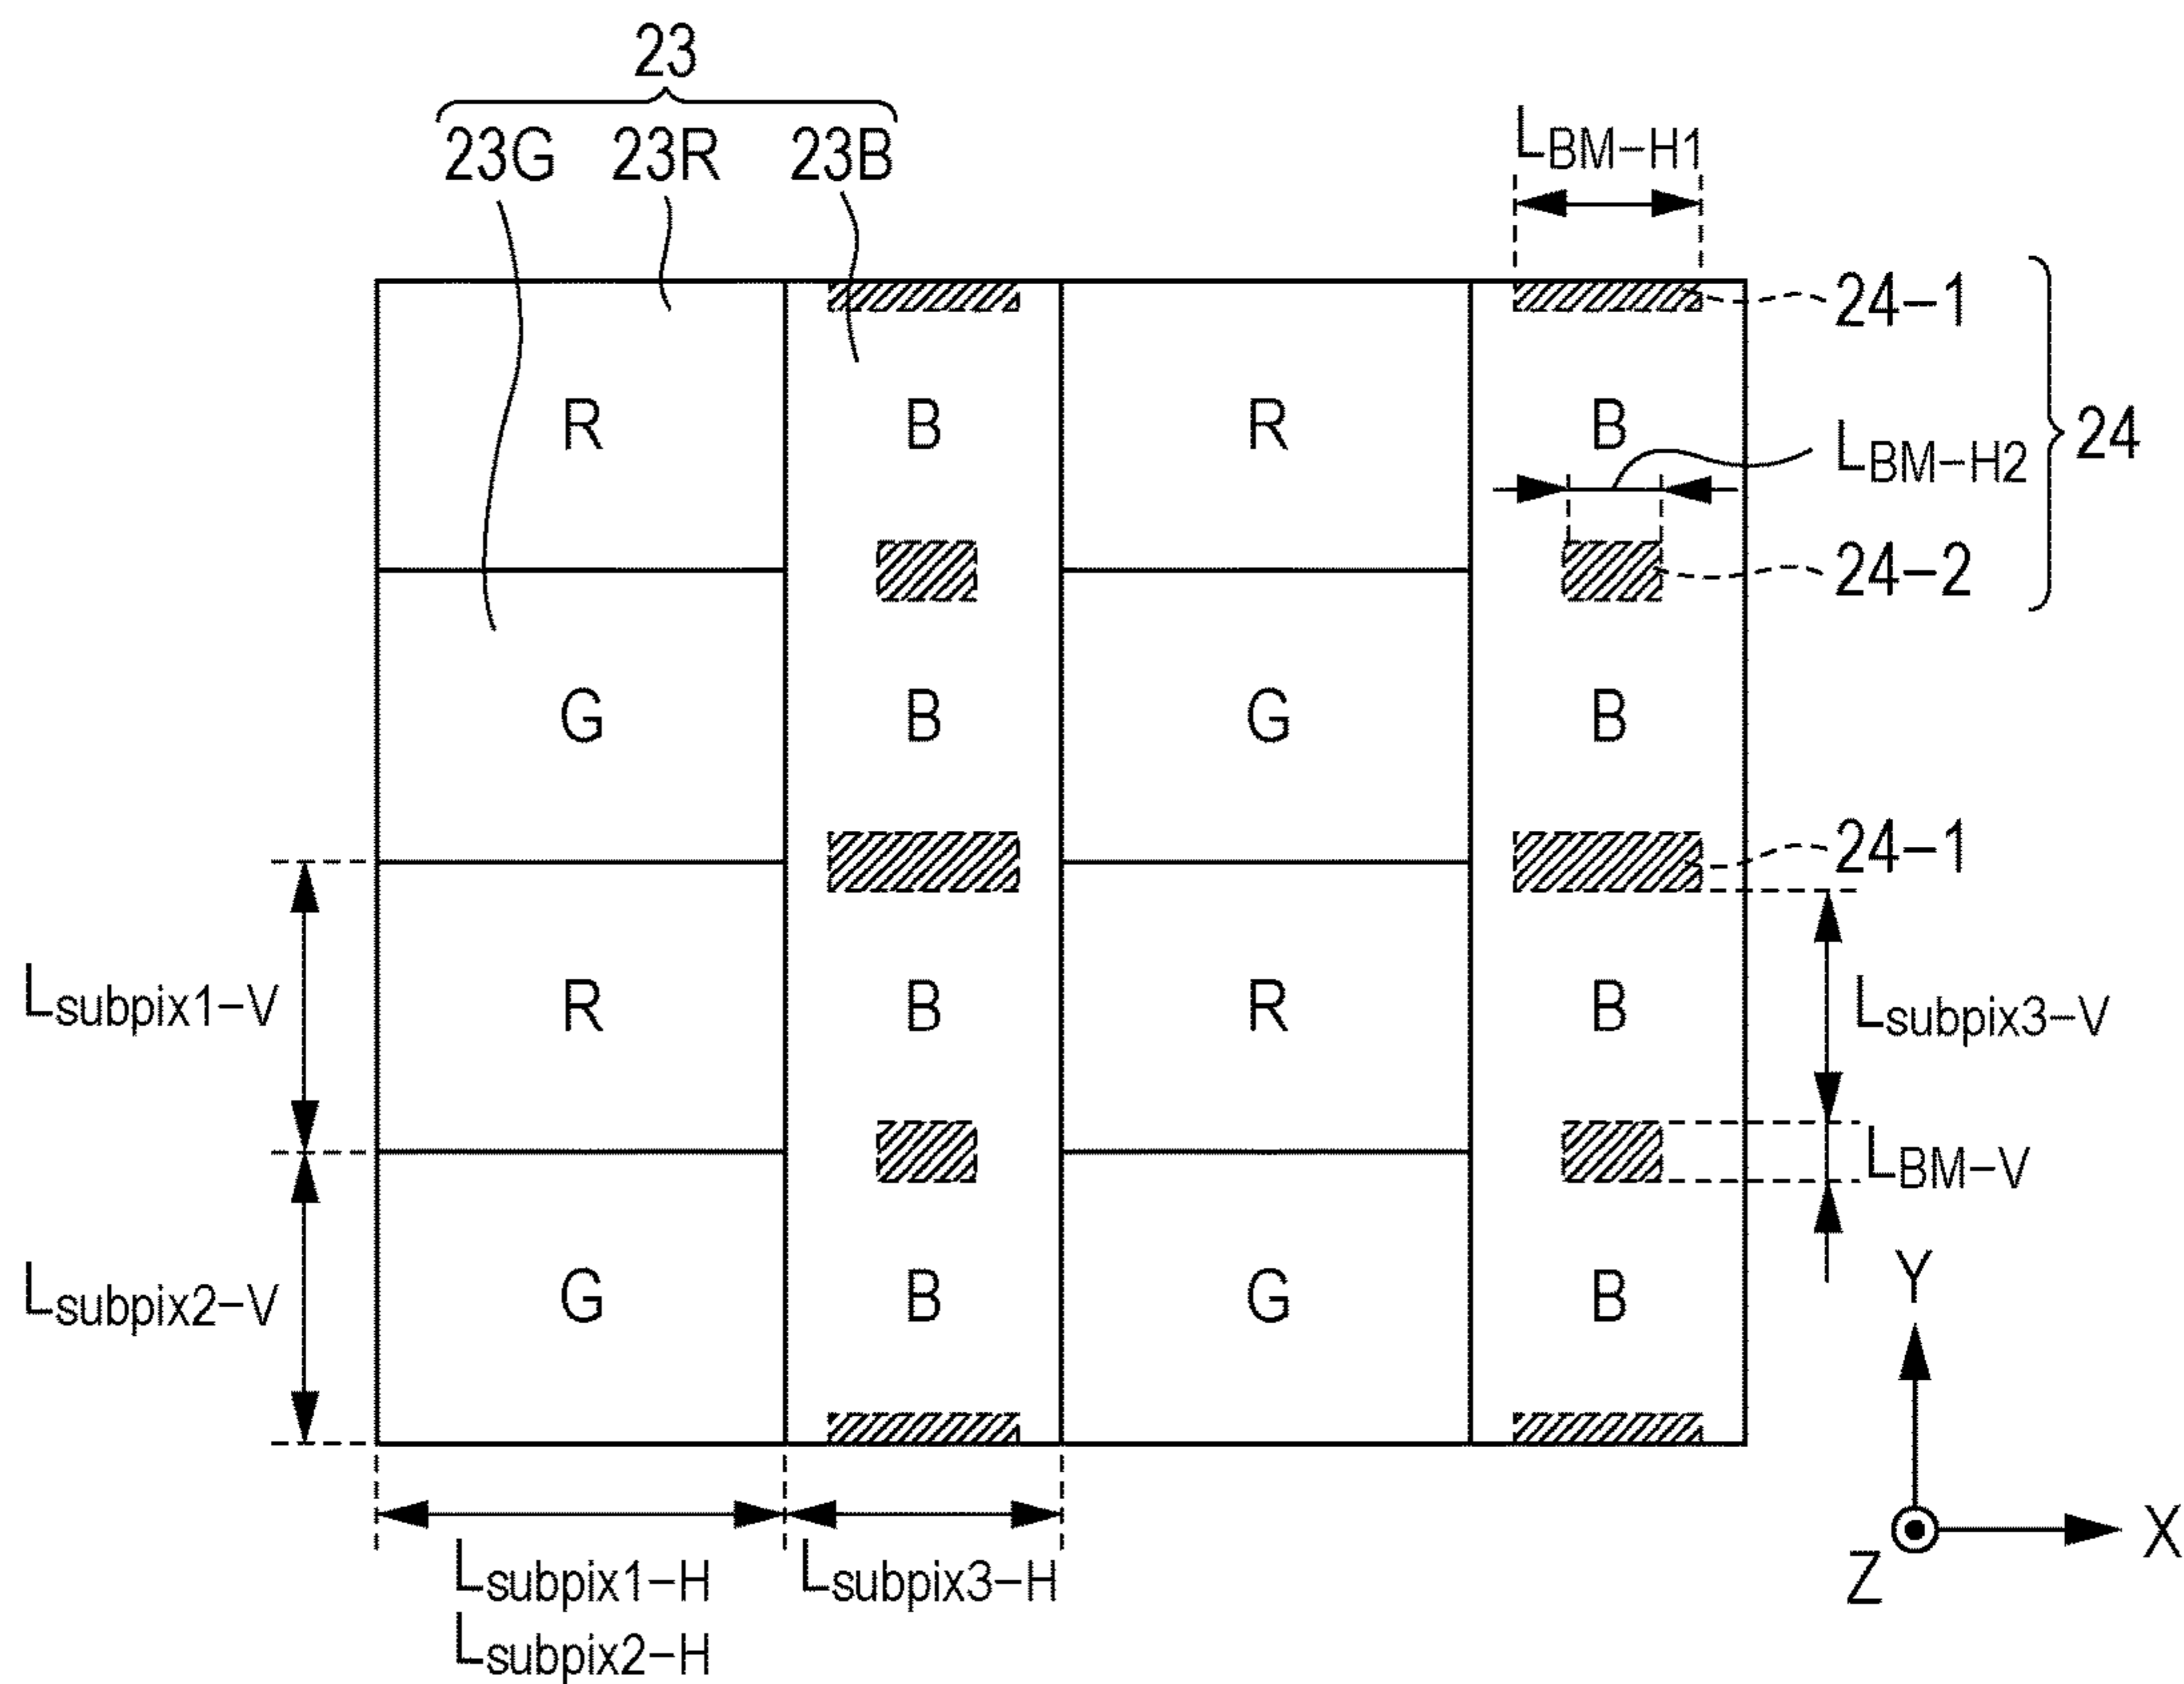 23
23G 23R 23B
LBM-H1
24-1
R B R B
24
LBM-H2
24-2
G B G B
24-1
Lsubpix1-V
R B R B
Lsubpix3-V
LBM-V
Lsubpix2-V
G B G B
Y
X
Z
Lsubpix1-H Lsubpix3-H
Lsubpix2-H